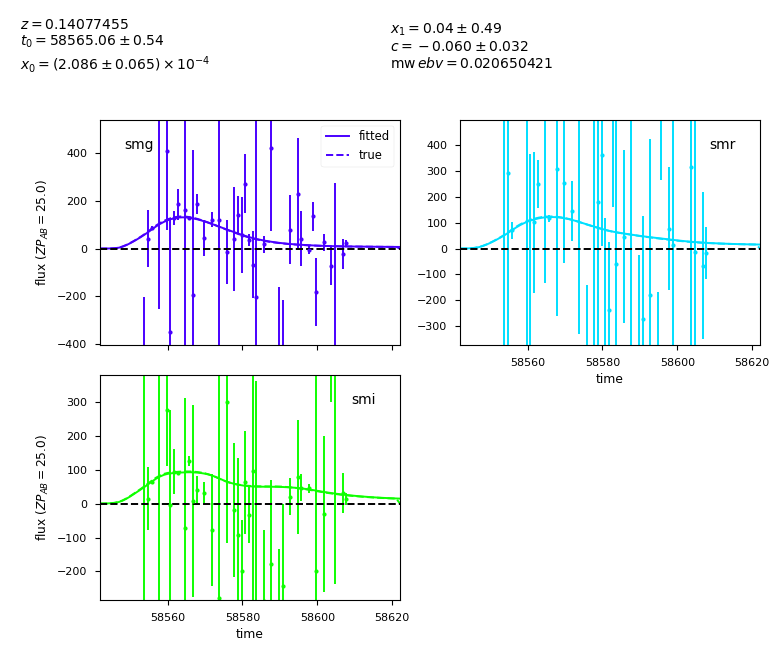 z = 0.14077455
t₀ = 58565.06 ± 0.54
x₀ = (2.086 ± 0.065) × 10⁻⁴
x₁ = 0.04 ± 0.49
c = −0.060 ± 0.032
mw ebv = 0.020650421
smg
fitted
true
400
200
0
−200
−400
flux (ZP_AB = 25.0)
smr
400
300
200
100
0
−100
−200
−300
58560 58580 58600 58620
time
smi
300
200
100
0
−100
−200
flux (ZP_AB = 25.0)
58560 58580 58600 58620
time